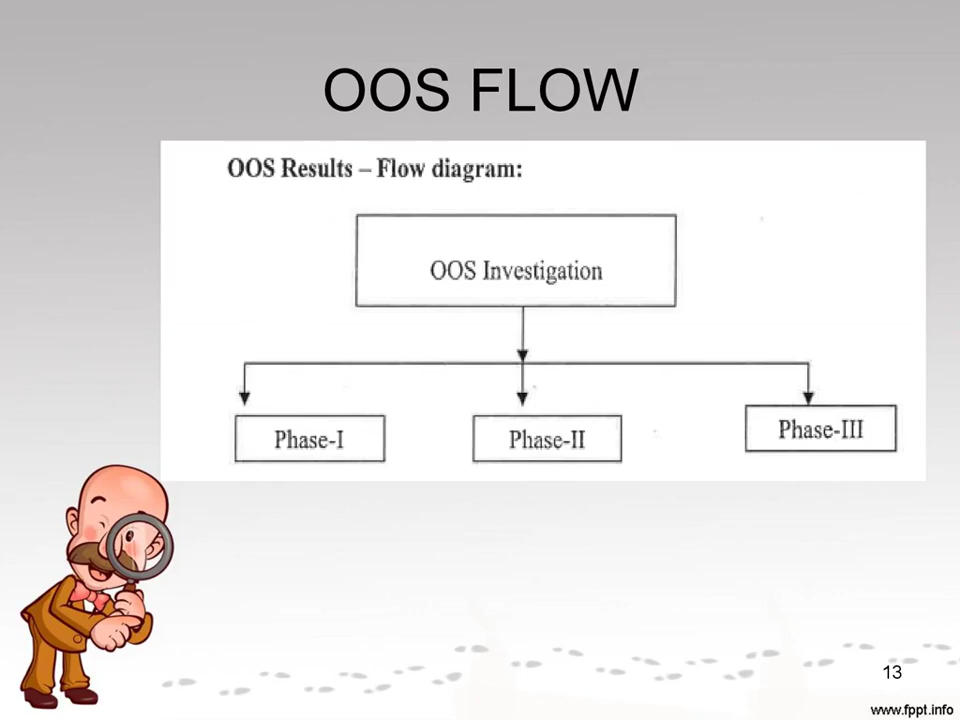 OOS FLOW
OOS Results – Flow diagram:
OOS Investigation
Phase-I
Phase-II
Phase-III
13
www.fppt.info